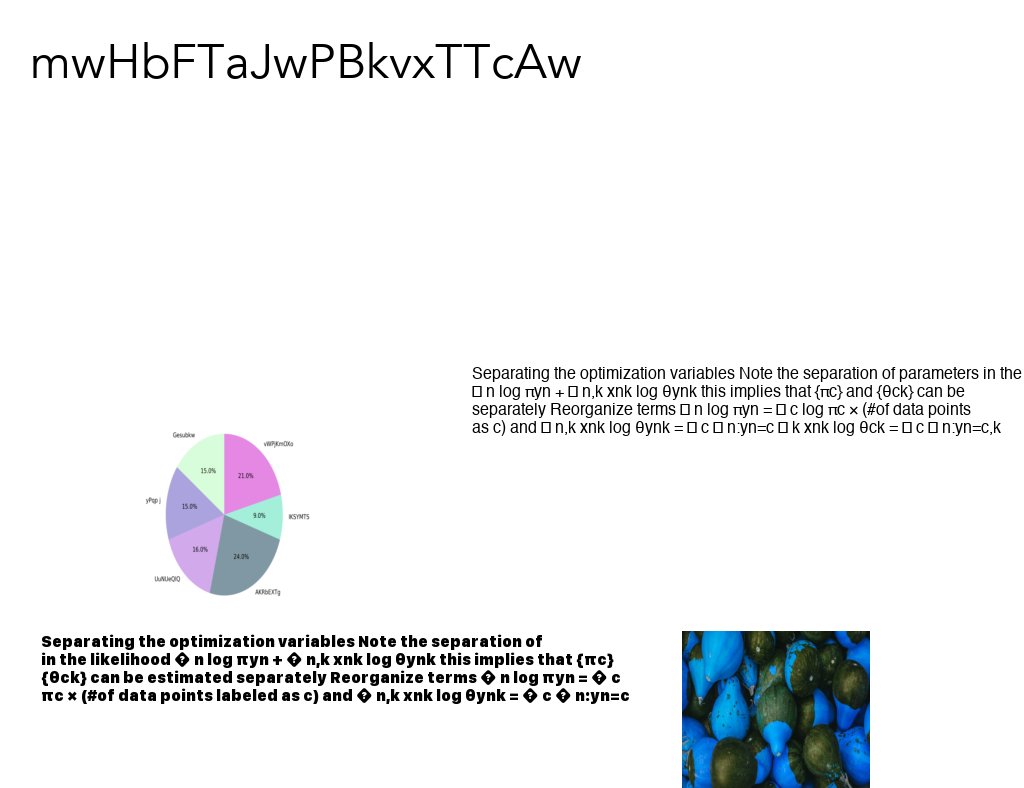 mwHbFTaJwPBkvxTTcAw
Separating the optimization variables Note the separation of parameters in the
� n log πyn + � n,k xnk log θynk this implies that {πc} and {θck} can be
separately Reorganize terms � n log πyn = � c log πc × (#of data points
as c) and � n,k xnk log θynk = � c � n:yn=c � k xnk log θck = � c � n:yn=c,k
Gesubkw
vWPjKmOXo
15.0%
21.0%
yPqp j
15.0%
9.0%
IKSYMTS
16.0%
24.0%
UuNUeQIQ
AKRbEXTg
Separating the optimization variables Note the separation of
in the likelihood � n log πyn + � n,k xnk log θynk this implies that {πc}
{θck} can be estimated separately Reorganize terms � n log πyn = � c
πc × (#of data points labeled as c) and � n,k xnk log θynk = � c � n:yn=c